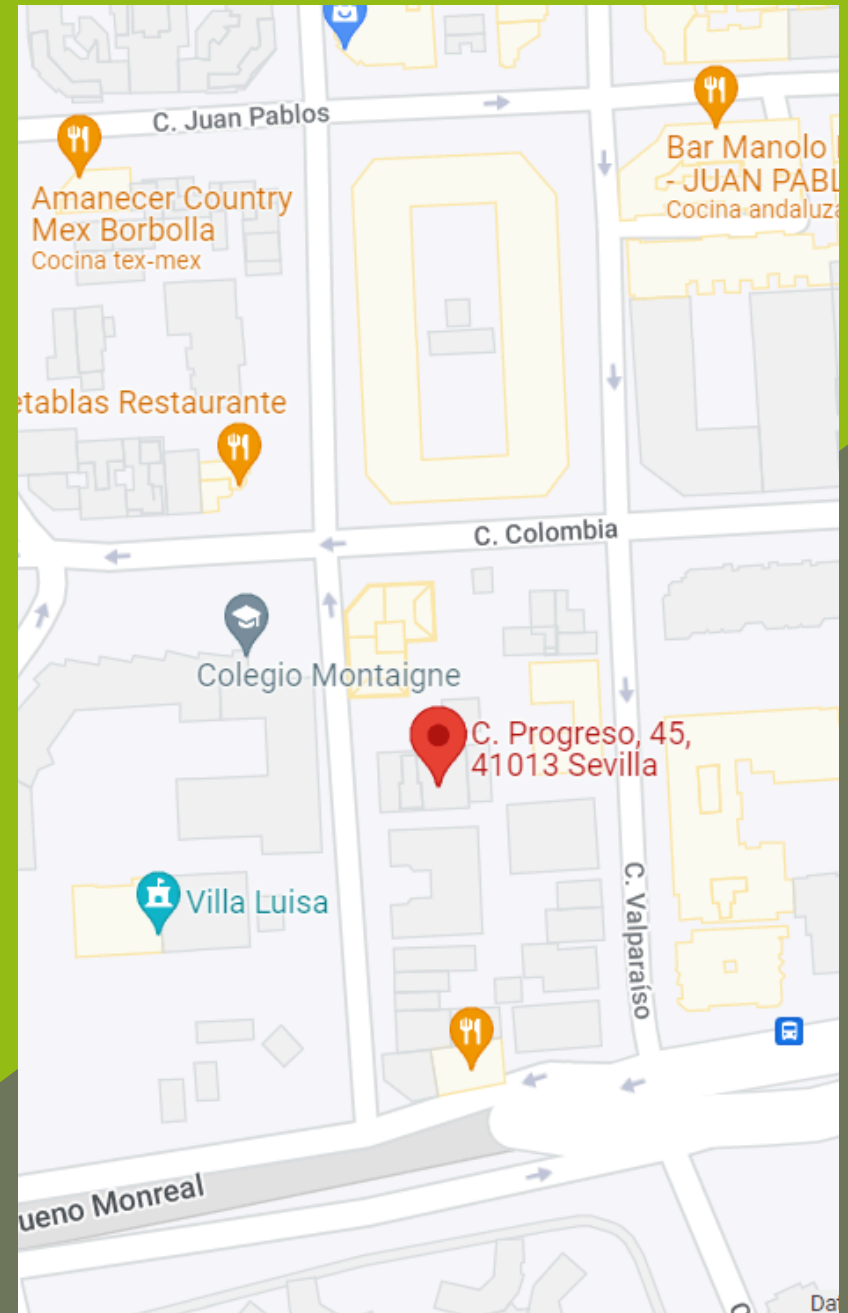 C. Juan Pablos
Bar Manolo
- JUAN PABL
Cocina andaluza
Amanecer Country
Mex Borbolla
Cocina tex-mex
etablas Restaurante
C. Colombia
Colegio Montaigne
C. Progreso, 45,
41013 Sevilla
Villa Luisa
C. Valparaíso
ueno Monreal
Dat